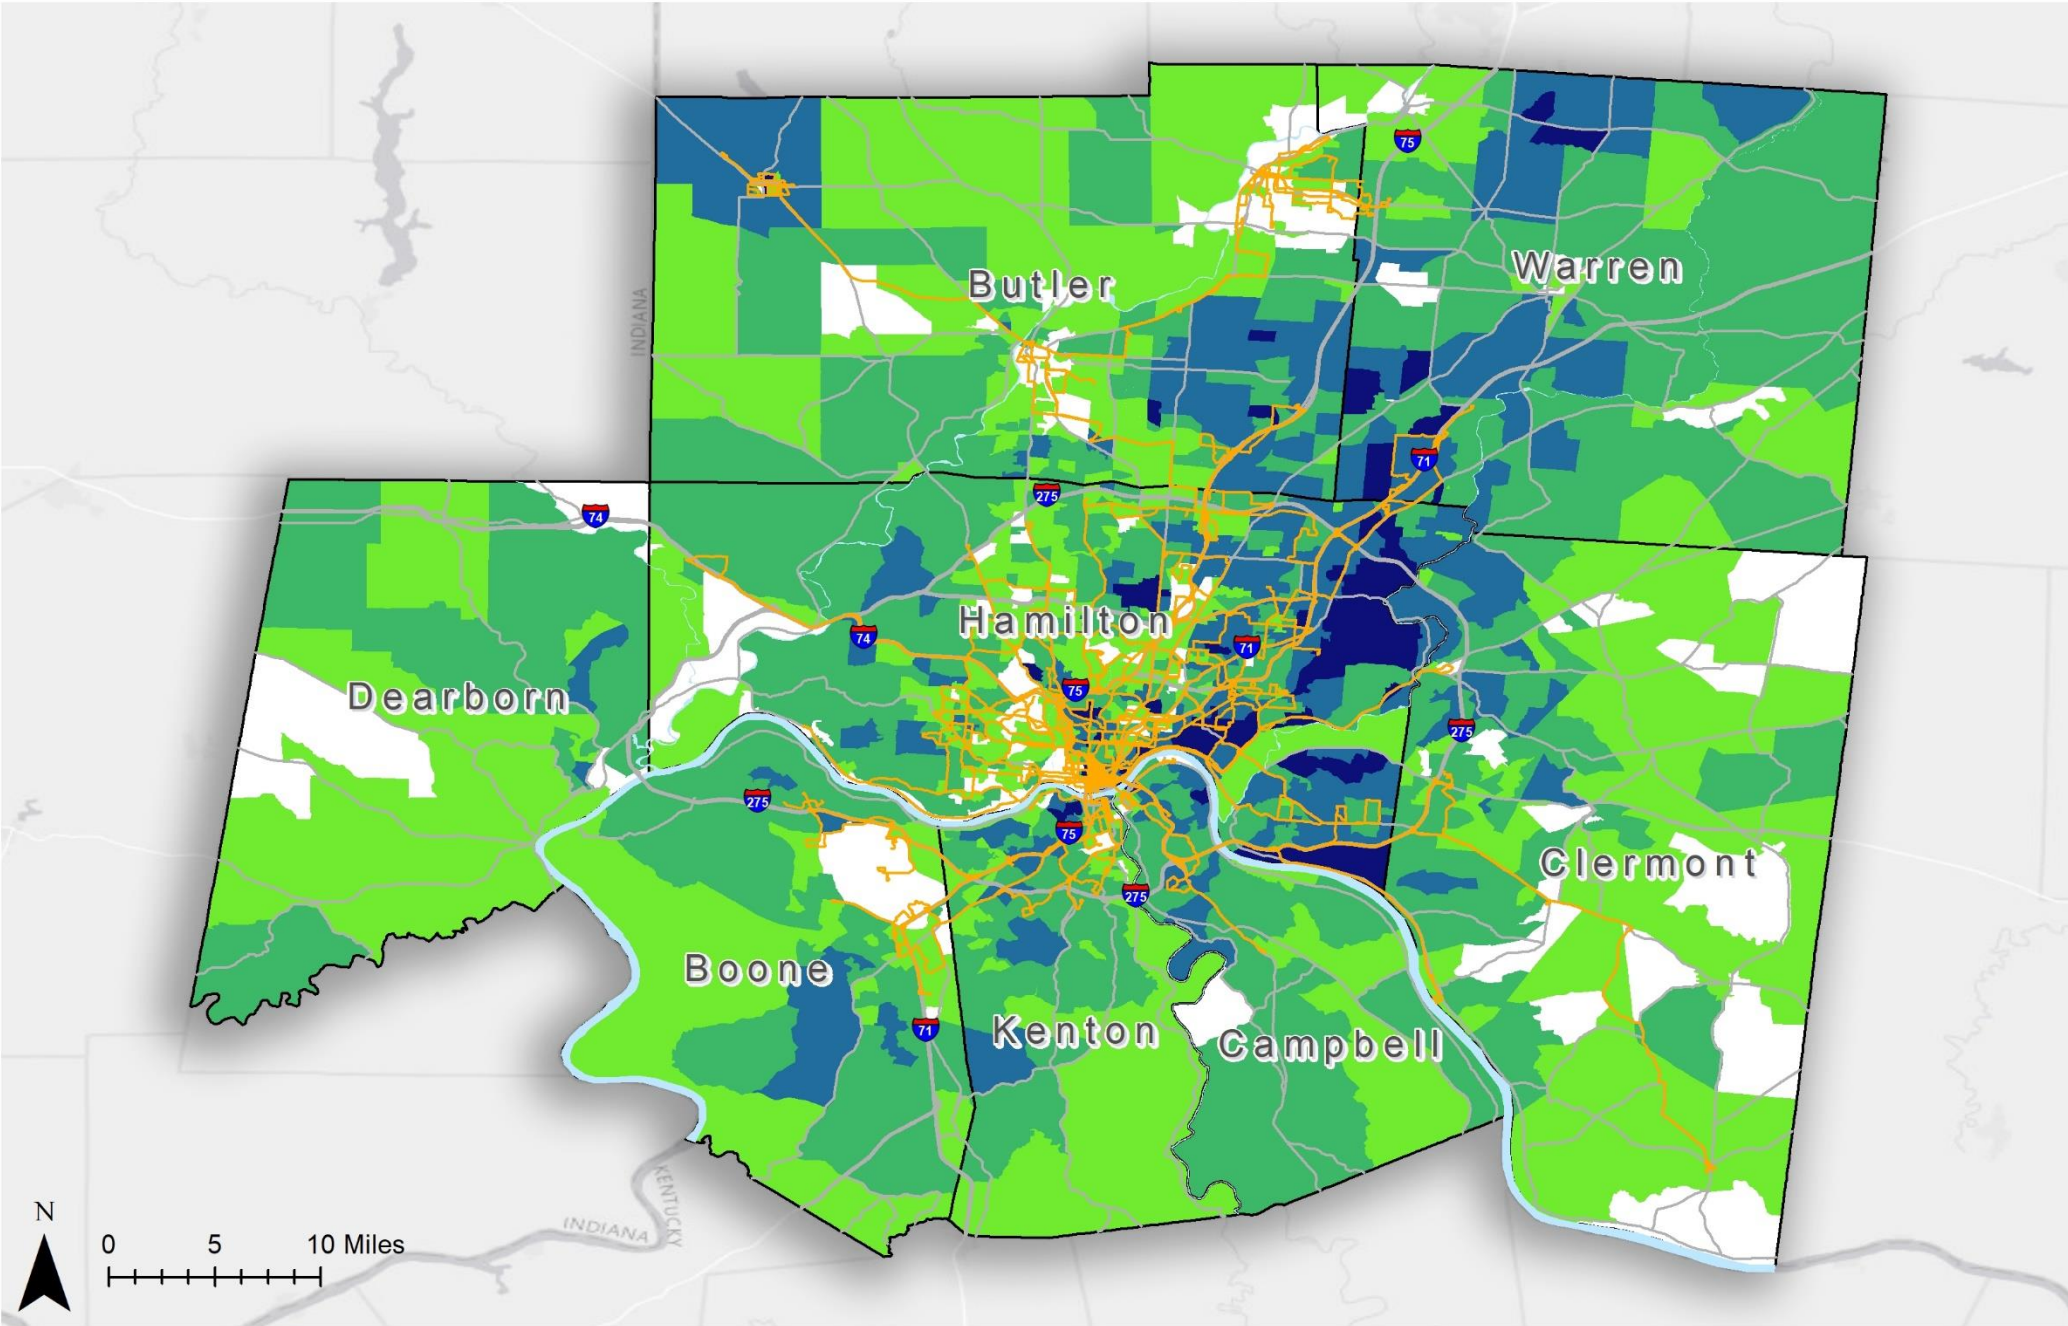 75
INDIANA
Butler
Warren
71
275
74
Hamilton
74
71
Dearborn
75
275
275
75
Clermont
275
Boone
71
Kenton
Campbell
KENTUCKY
INDIANA
N
0 5 10 Miles